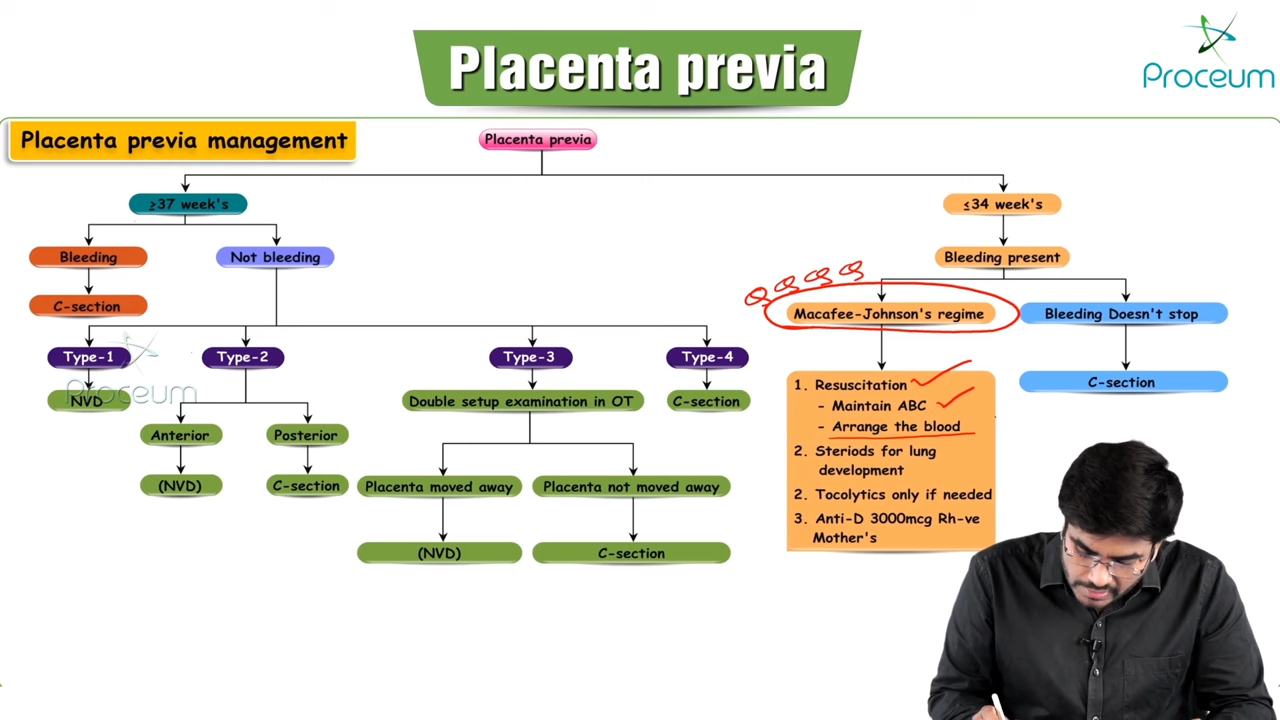 Placenta previa
Proceum
Placenta previa management
Placenta previa
≥37 week's
≤34 week's
Bleeding
Not bleeding
Bleeding present
C-section
Macafee-Johnson's regime
Bleeding Doesn't stop
Type-1
Type-2
Type-3
Type-4
C-section
NVD
Proceum
Double setup examination in OT
C-section
1. Resuscitation
- Maintain ABC
- Arrange the blood
2. Steriods for lung
development
2. Tocolytics only if needed
3. Anti-D 3000mcg Rh-ve
Mother's
Anterior
Posterior
(NVD)
C-section
Placenta moved away
Placenta not moved away
(NVD)
C-section